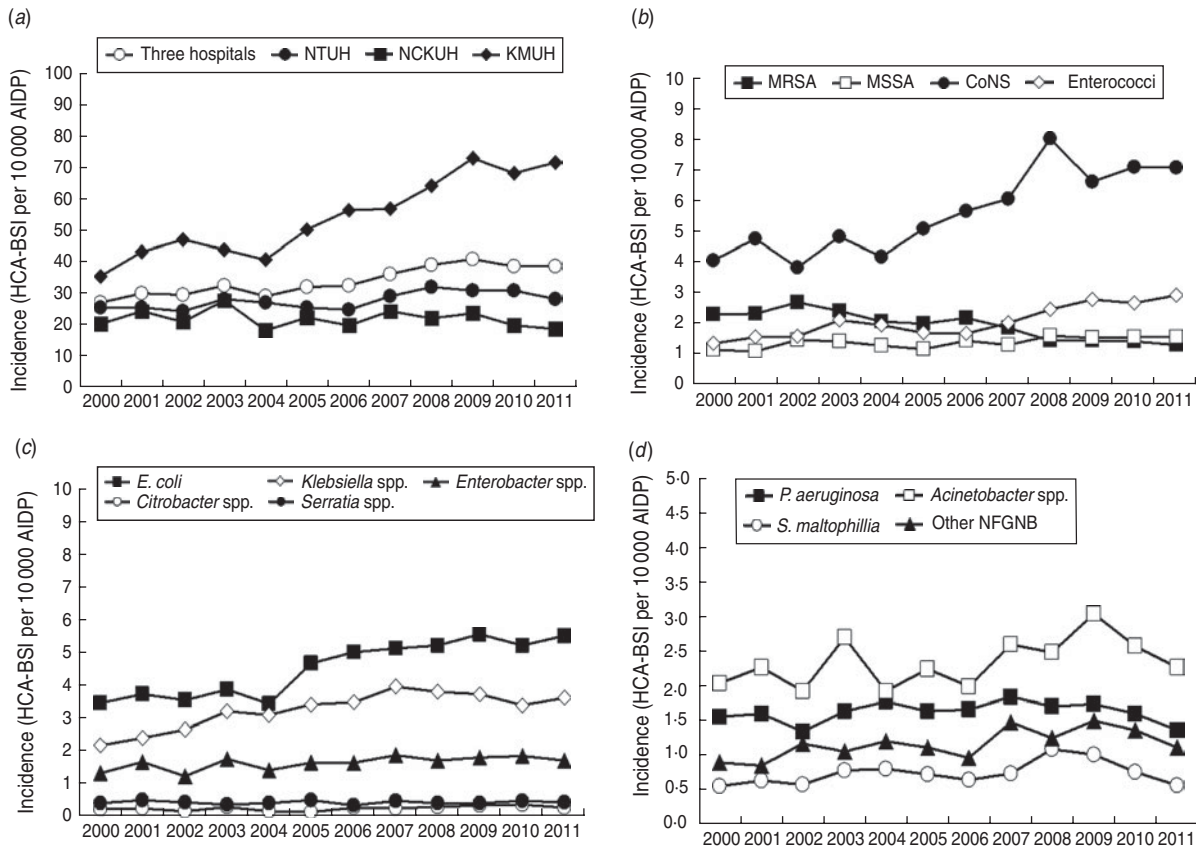 (a)
Three hospitals NTUH NCKUH KMUH
Incidence (HCA-BSI per 10 000 AIDP)
100
90
80
70
60
50
40
30
20
10
0
2000 2001 2002 2003 2004 2005 2006 2007 2008 2009 2010 2011
(b)
MRSA MSSA CoNS Enterococci
Incidence (HCA-BSI per 10 000 AIDP)
10
9
8
7
6
5
4
3
2
1
0
2000 2001 2002 2003 2004 2005 2006 2007 2008 2009 2010 2011
(c)
E. coli Klebsiella spp. Enterobacter spp.
Citrobacter spp. Serratia spp.
Incidence (HCA-BSI per 10 000 AIDP)
10
9
8
7
6
5
4
3
2
1
0
2000 2001 2002 2003 2004 2005 2006 2007 2008 2009 2010 2011
(d)
P. aeruginosa Acinetobacter spp.
S. maltophillia Other NFGNB
Incidence (HCA-BSI per 10 000 AIDP)
5·0
4·5
4·0
3·5
3·0
2·5
2·0
1·5
1·0
0·5
0·0
2000 2001 2002 2003 2004 2005 2006 2007 2008 2009 2010 2011